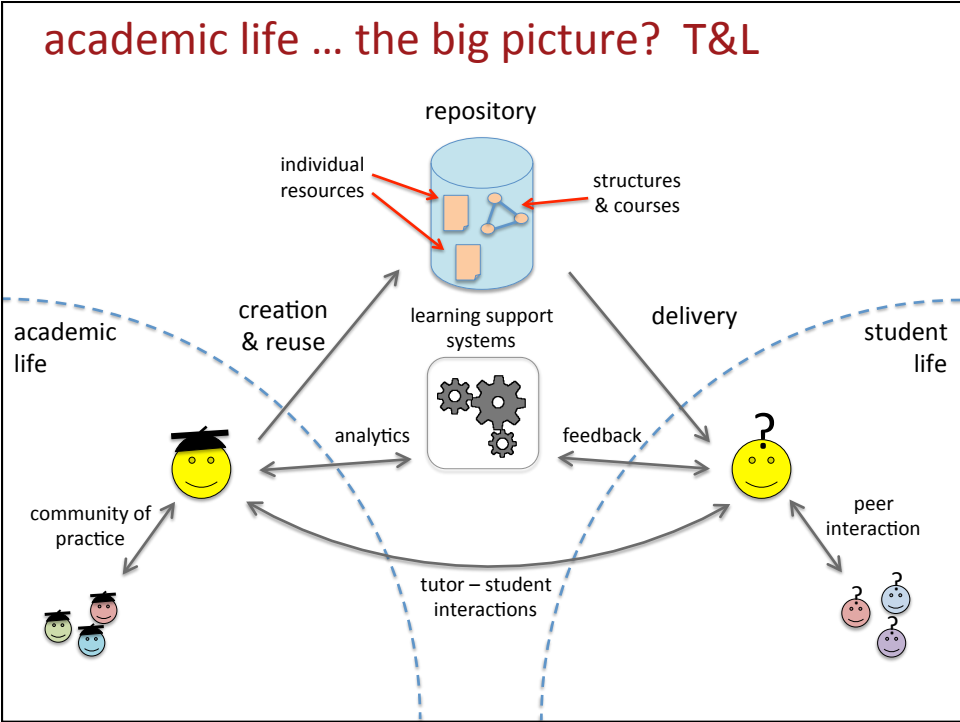 academic life ... the big picture?  T&L
repository
individual
resources
structures
& courses
creation
& reuse
learning support
systems
delivery
academic
life
student
life
analytics
feedback
community of
practice
peer
interaction
tutor – student
interactions
?
?
?
?